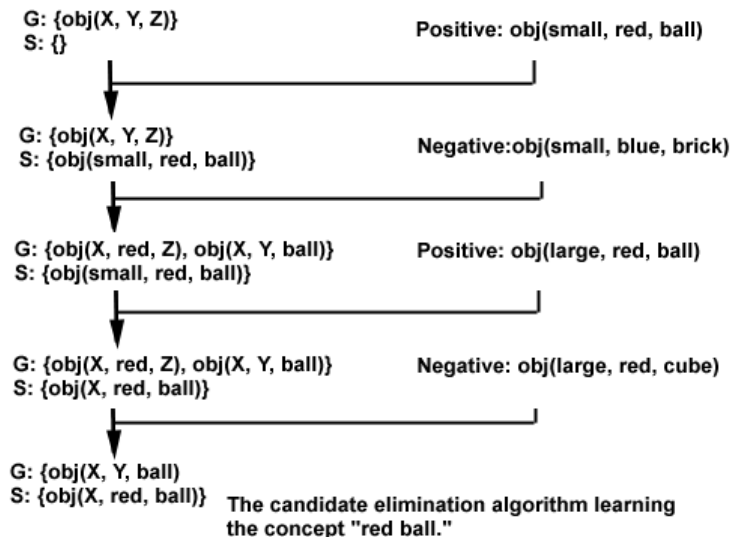 G: {obj(X, Y, Z)}
S: {}
Positive: obj(small, red, ball)
G: {obj(X, Y, Z)}
S: {obj(small, red, ball)}
Negative:obj(small, blue, brick)
G: {obj(X, red, Z), obj(X, Y, ball)}
S: {obj(small, red, ball)}
Positive: obj(large, red, ball)
G: {obj(X, red, Z), obj(X, Y, ball)}
S: {obj(X, red, ball)}
Negative: obj(large, red, cube)
G: {obj(X, Y, ball)
S: {obj(X, red, ball)}
The candidate elimination algorithm learning
the concept "red ball."